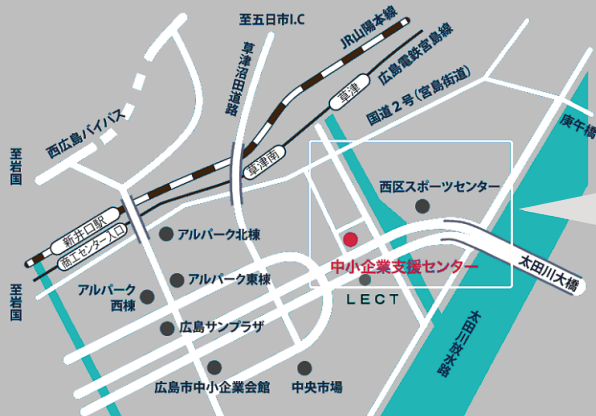 至五日市I.C
JR山陽本線
広島電鉄宮島線
草津沼田道路
草津
国道2号(宮島街道)
西広島バイパス
庚午橋
至岩国
草津南
西区スポーツセンター
新井口駅
商工センター入口
アルパーク北棟
中小企業支援センター
太田川大橋
アルパーク東棟
至岩国
アルパーク
西棟
LECT
広島サンプラザ
太田川放水路
広島市中小企業会館
中央市場